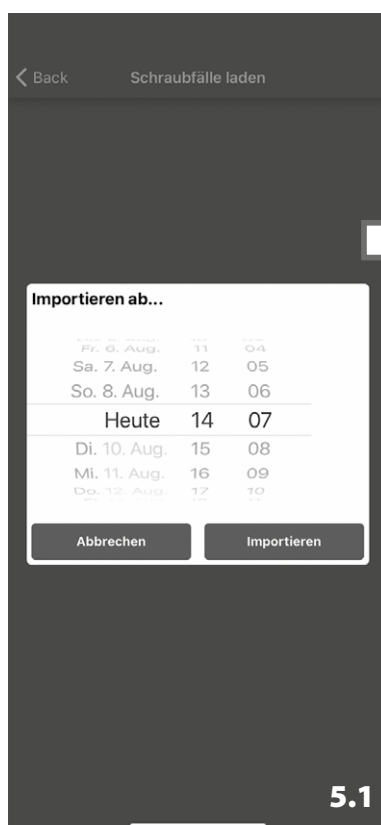 Back Schraubfälle laden
Importieren ab...
Fr. 6. Aug. 11 04
Sa. 7. Aug. 12 05
So. 8. Aug. 13 06
Heute 14 07
Di. 10. Aug. 15 08
Mi. 11. Aug. 16 09
Do. 12. Aug. 17 10
Abbrechen Importieren
5.1